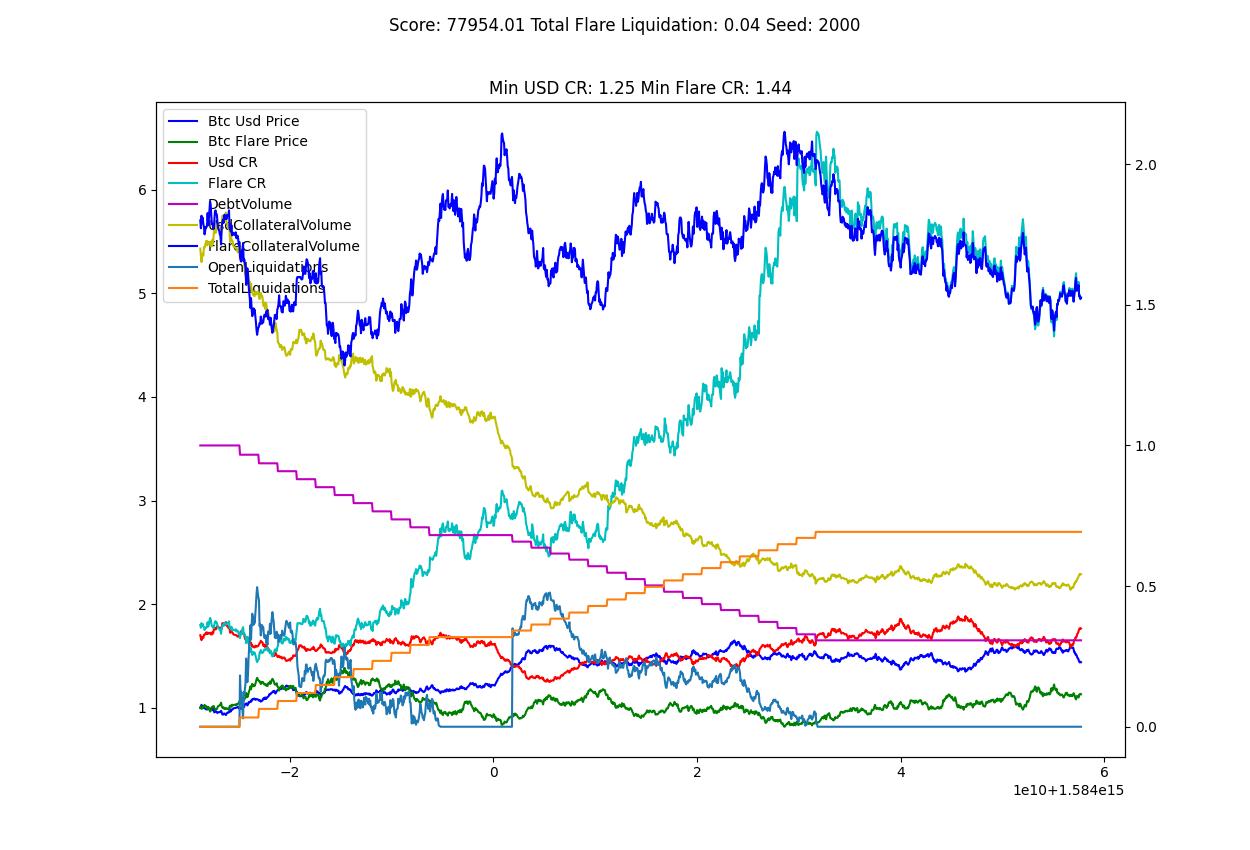 Score: 77954.01 Total Flare Liquidation: 0.04 Seed: 2000
Min USD CR: 1.25 Min Flare CR: 1.44
Btc Usd Price
Btc Flare Price
Usd CR
Flare CR
DebtVolume
UsdCollateralVolume
FlareCollateralVolume
OpenLiquidations
TotalLiquidations
6
5
4
3
2
1
2.0
1.5
1.0
0.5
0.0
−2 0 2 4 6
1e10+1.584e15